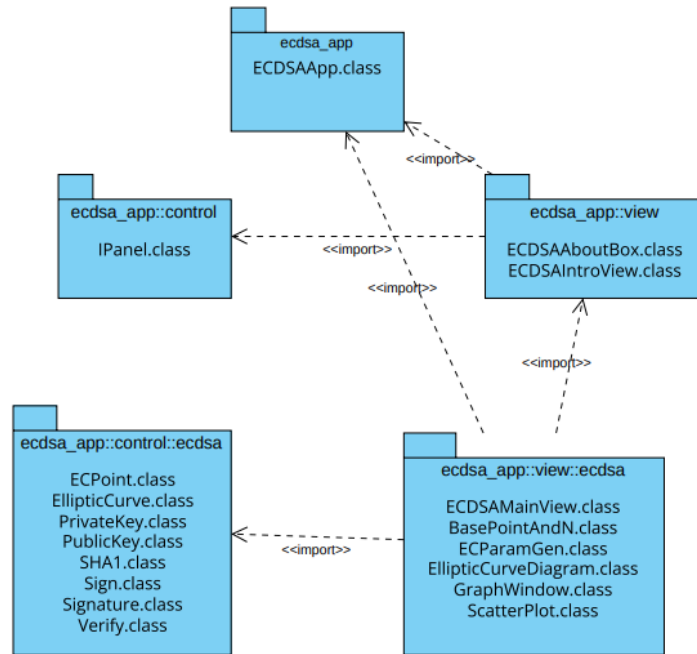 ecdsa_app
ECDSAApp.class
<<import>>
ecdsa_app::control
IPanel.class
ecdsa_app::view
ECDSAAboutBox.class
ECDSAIntroView.class
<<import>>
<<import>>
<<import>>
ecdsa_app::control::ecdsa
ECPoint.class
EllipticCurve.class
PrivateKey.class
PublicKey.class
SHA1.class
Sign.class
Signature.class
Verify.class
<<import>>
ecdsa_app::view::ecdsa
ECDSAMainView.class
BasePointAndN.class
ECParamGen.class
EllipticCurveDiagram.class
GraphWindow.class
ScatterPlot.class